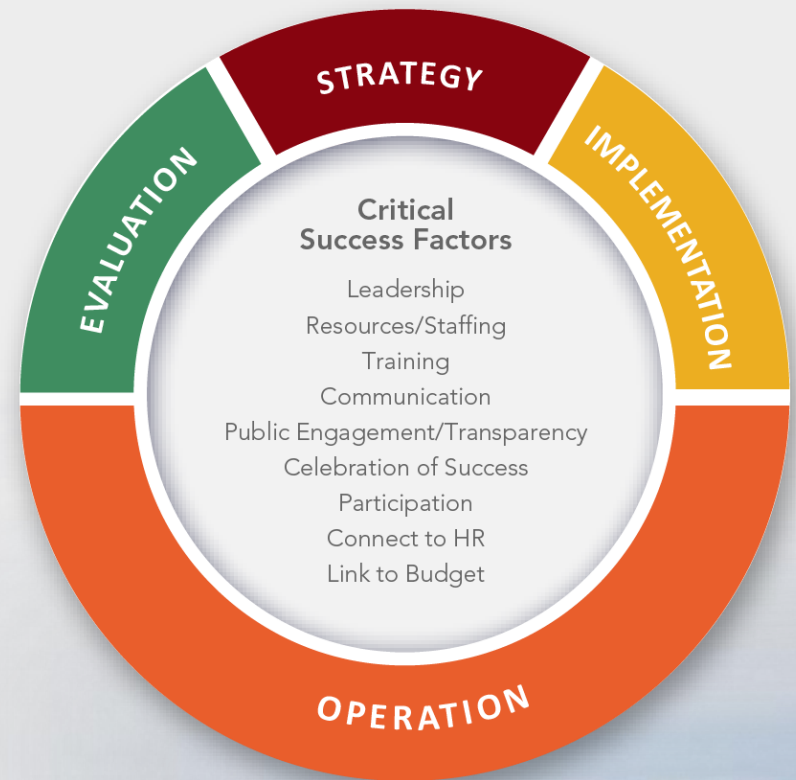 STRATEGY
EVALUATION
IMPLEMENTATION
Critical
Success Factors
Leadership
Resources/Staffing
Training
Communication
Public Engagement/Transparency
Celebration of Success
Participation
Connect to HR
Link to Budget
OPERATION